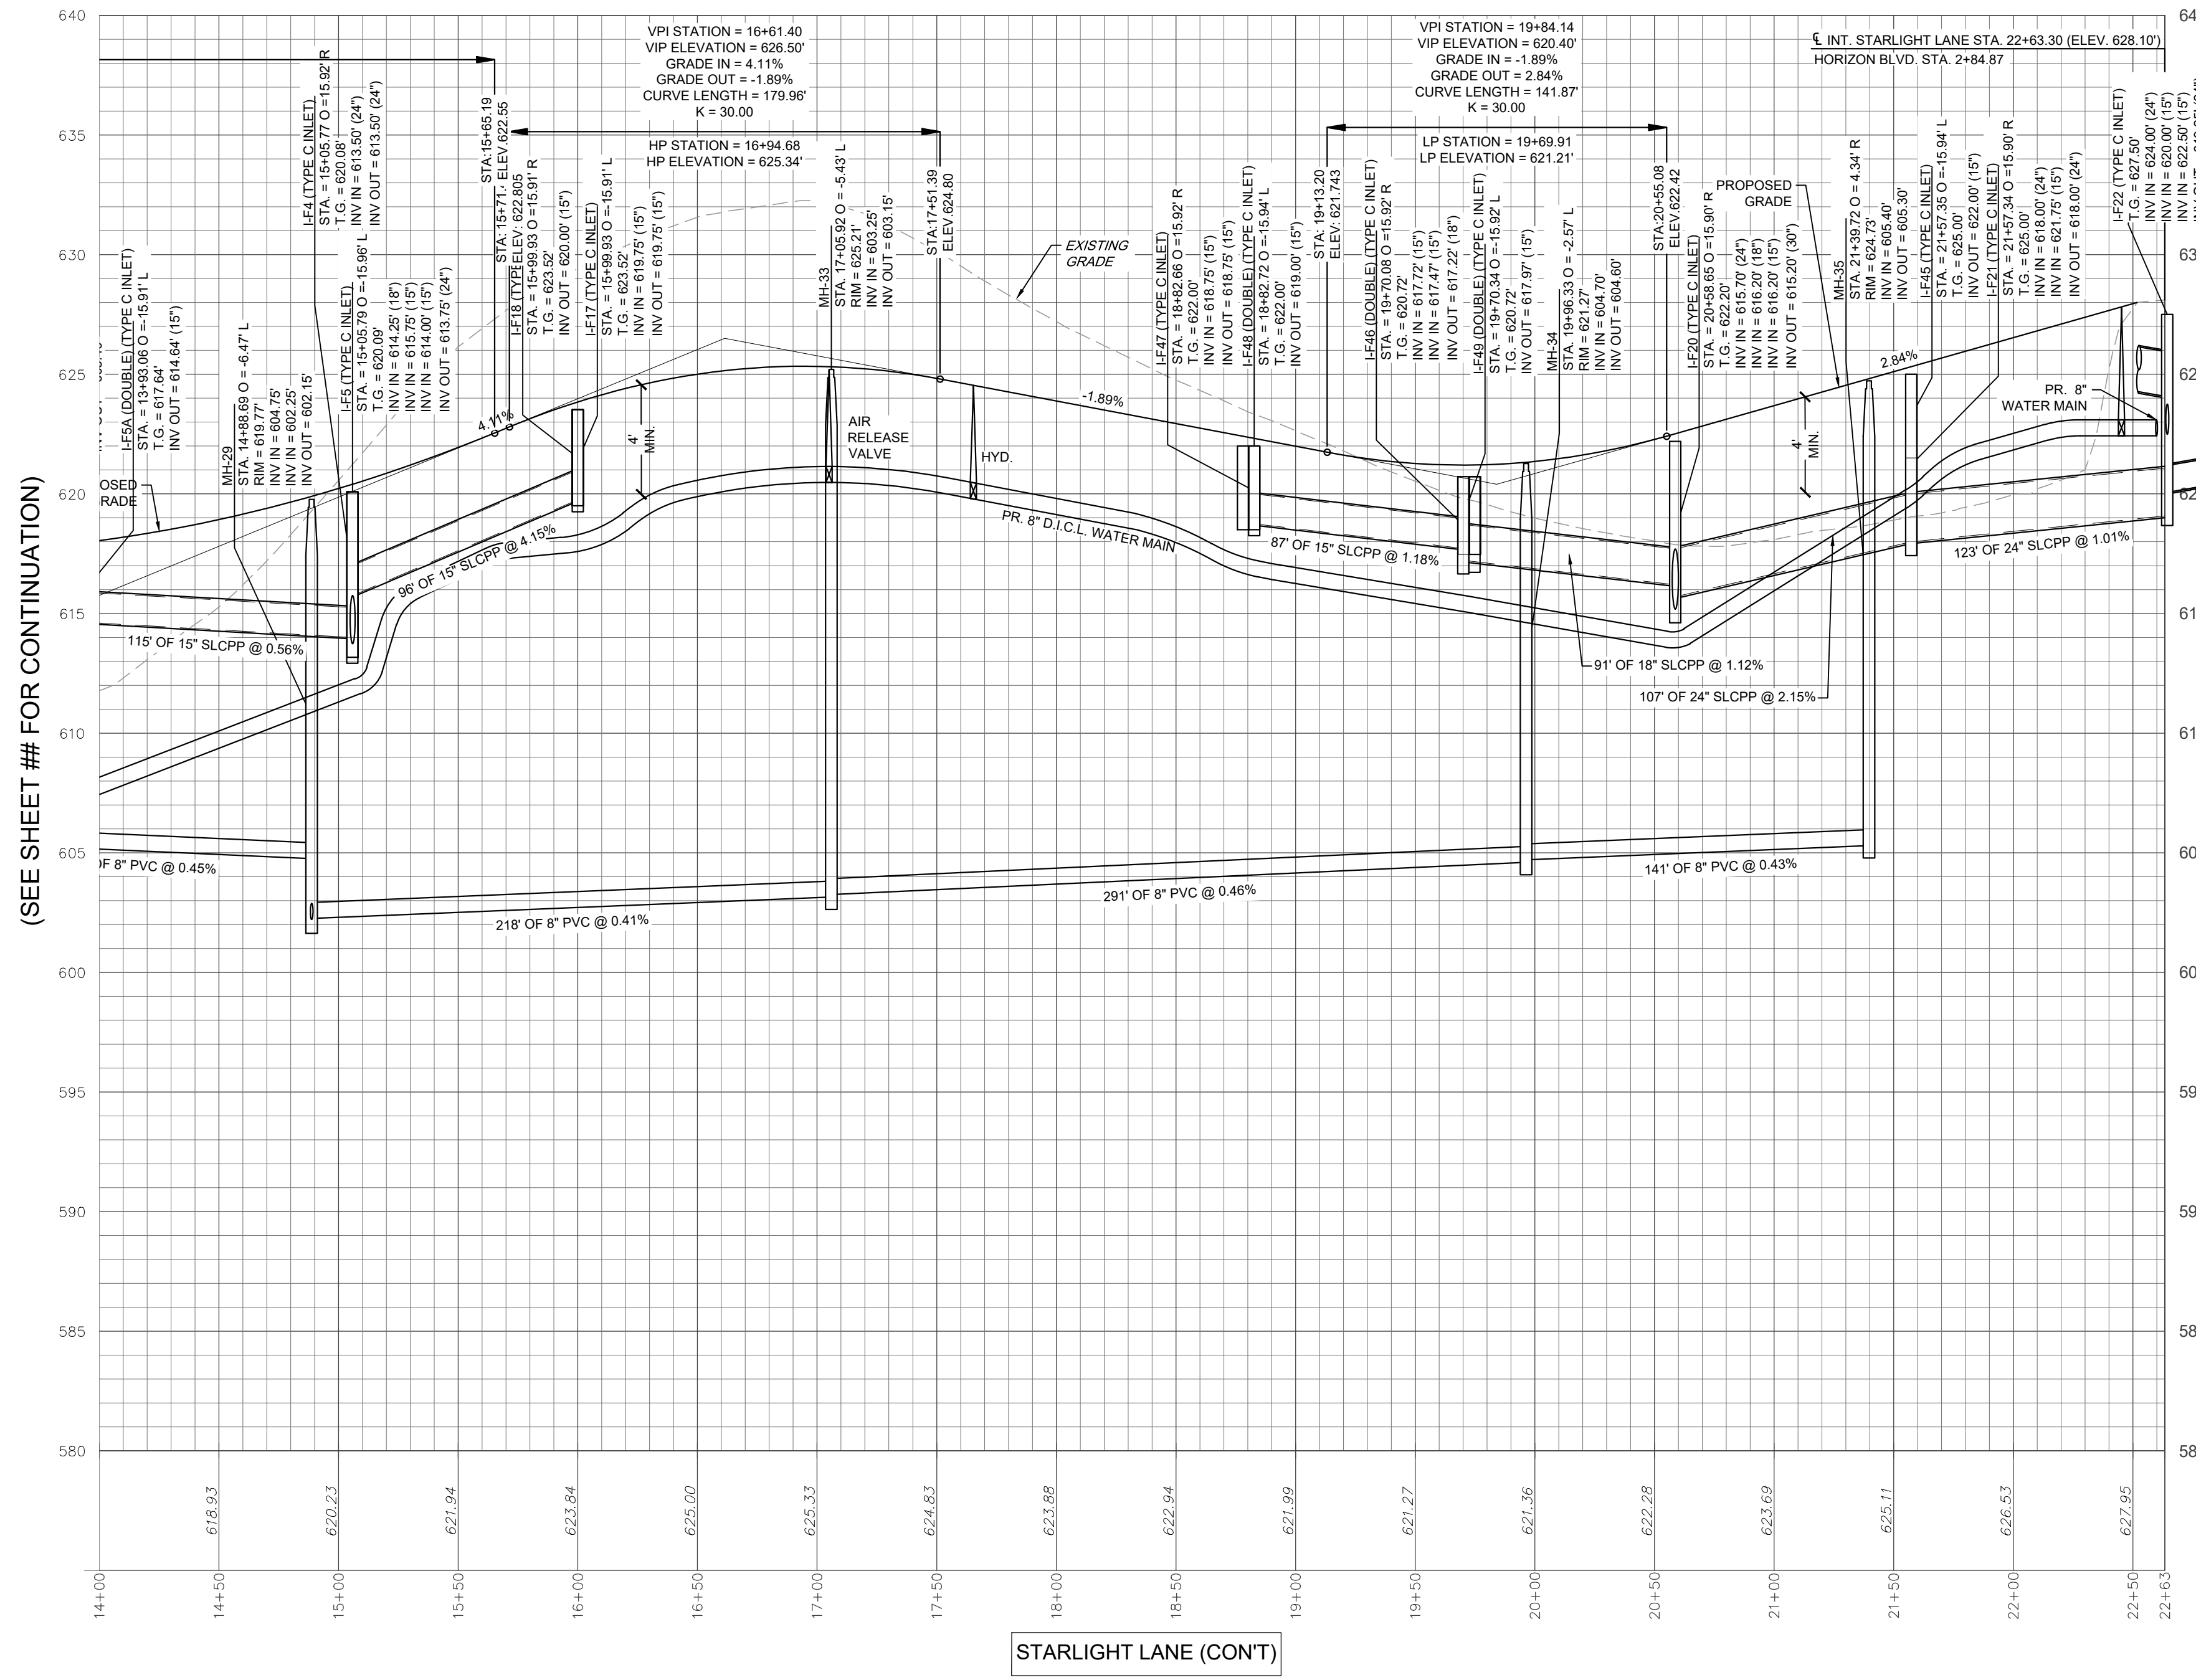 640
635
630
625
620
615
610
605
600
595
590
585
580
(SEE SHEET ## FOR CONTINUATION)
I-F5A (DOUBLE) (TYPE C INLET)
STA. = 13+93.06 O =-15.91' L
T.G. = 617.64'
INV OUT = 614.64' (15")
OSED
RADE
MH-29
STA. 14+88.69 O = -6.47' L
RIM = 619.77'
INV IN = 604.75'
INV IN = 602.25'
INV OUT = 602.15'
I-F4 (TYPE C INLET)
STA. = 15+05.77 O =15.92' R
T.G. = 620.08'
INV IN = 613.50' (24")
INV OUT = 613.50' (24")
I-F5 (TYPE C INLET)
STA. = 15+05.79 O =-15.96' L
T.G. = 620.09'
INV IN = 614.25' (18")
INV IN = 615.75' (15")
INV IN = 614.00' (15")
INV OUT = 613.75' (24")
STA:15+65.19
ELEV.622.55
STA: 15+71.
ELEV: 622.805
I-F18 (TYPE
STA. = 15+99.93 O =15.91' R
T.G. = 623.52'
INV OUT = 620.00' (15")
I-F17 (TYPE C INLET)
STA. = 15+99.93 O =-15.91' L
T.G. = 623.52'
INV IN = 619.75' (15")
INV OUT = 619.75' (15")
VPI STATION = 16+61.40
VIP ELEVATION = 626.50'
GRADE IN = 4.11%
GRADE OUT = -1.89%
CURVE LENGTH = 179.96'
K = 30.00
HP STATION = 16+94.68
HP ELEVATION = 625.34'
MH-33
STA. 17+05.92 O = -5.43' L
RIM = 625.21'
INV IN = 603.25'
INV OUT = 603.15'
STA:17+51.39
ELEV.624.80
EXISTING
GRADE
I-F47 (TYPE C INLET)
STA. = 18+82.66 O =15.92' R
T.G. = 622.00'
INV IN = 618.75' (15")
INV OUT = 618.75' (15")
I-F48 (DOUBLE) (TYPE C INLET)
STA. = 18+82.72 O =-15.94' L
T.G. = 622.00'
INV OUT = 619.00' (15")
STA: 19+13.20
ELEV: 621.743
VPI STATION = 19+84.14
VIP ELEVATION = 620.40'
GRADE IN = -1.89%
GRADE OUT = 2.84%
CURVE LENGTH = 141.87'
K = 30.00
LP STATION = 19+69.91
LP ELEVATION = 621.21'
I-F46 (DOUBLE) (TYPE C INLET)
STA. = 19+70.08 O =15.92' R
T.G. = 620.72'
INV IN = 617.72' (15")
INV IN = 617.47' (15")
INV OUT = 617.22' (18")
I-F49 (DOUBLE) (TYPE C INLET)
STA. = 19+70.34 O =-15.92' L
T.G. = 620.72'
INV OUT = 617.97' (15")
MH-34
STA. 19+96.33 O = -2.57' L
RIM = 621.27'
INV IN = 604.70'
INV OUT = 604.60'
STA:20+55.08
ELEV.622.42
I-F20 (TYPE C INLET)
STA. = 20+58.65 O =15.90' R
T.G. = 622.20'
INV IN = 615.70' (24")
INV IN = 616.20' (18")
INV IN = 616.20' (15")
INV OUT = 615.20' (30")
PROPOSED
GRADE
MH-35
STA. 21+39.72 O = 4.34' R
RIM = 624.73'
INV IN = 605.40'
INV OUT = 605.30'
I-F45 (TYPE C INLET)
STA. = 21+57.35 O =-15.94' L
T.G. = 625.00'
INV OUT = 622.00' (15")
I-F21 (TYPE C INLET)
STA. = 21+57.34 O =15.90' R
T.G. = 625.00'
INV IN = 618.00' (24")
INV IN = 621.75' (15")
INV OUT = 618.00' (24")
℄ INT. STARLIGHT LANE STA. 22+63.30 (ELEV. 628.10')
HORIZON BLVD. STA. 2+84.87
I-F22 (TYPE C INLET)
T.G. = 627.50'
INV IN = 624.00' (24")
INV IN = 620.00' (15")
INV IN = 622.50' (15")
4.11%
4'
MIN.
AIR
RELEASE
VALVE
HYD.
-1.89%
2.84%
4'
MIN.
PR. 8"
WATER MAIN
96' OF 15" SLCPP @ 4.15%
PR. 8" D.I.C.L. WATER MAIN
87' OF 15" SLCPP @ 1.18%
123' OF 24" SLCPP @ 1.01%
115' OF 15" SLCPP @ 0.56%
91' OF 18" SLCPP @ 1.12%
107' OF 24" SLCPP @ 2.15%
OF 8" PVC @ 0.45%
218' OF 8" PVC @ 0.41%
291' OF 8" PVC @ 0.46%
141' OF 8" PVC @ 0.43%
618.93 620.23 621.94 623.84 625.00 625.33 624.83 623.88 622.94 621.99 621.27 621.36 622.28 623.69 625.11 626.53 627.95
14+00 14+50 15+00 15+50 16+00 16+50 17+00 17+50 18+00 18+50 19+00 19+50 20+00 20+50 21+00 21+50 22+00 22+50 22+63
STARLIGHT LANE (CON'T)